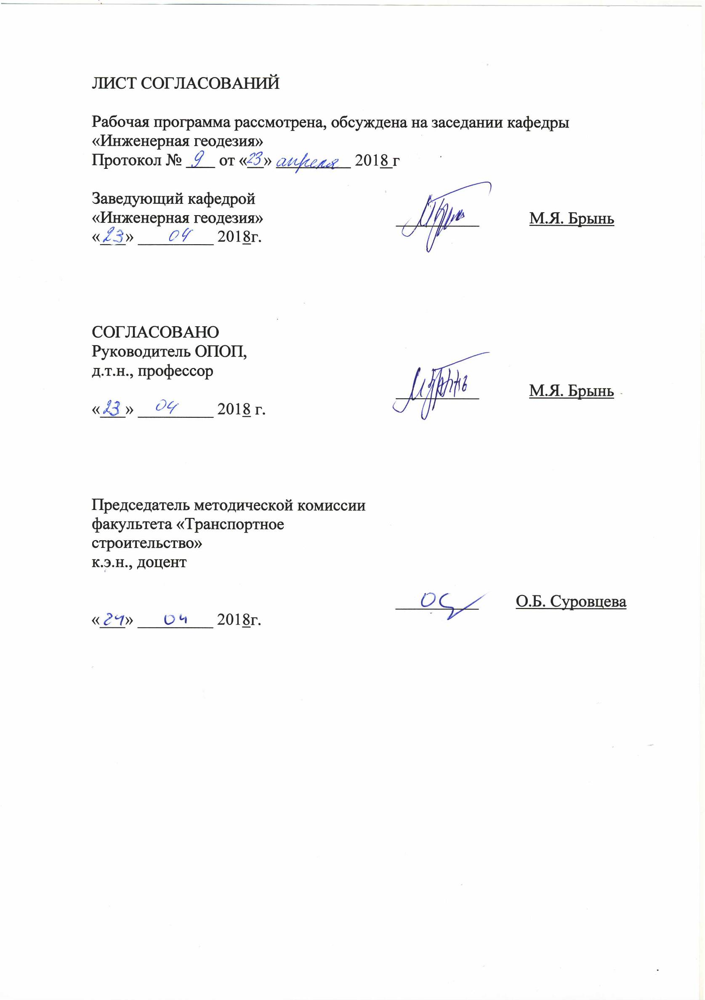 ЛИСТ СОГЛАСОВАНИЙ
Рабочая программа рассмотрена, обсуждена на заседании кафедры
«Инженерная геодезия»
Протокол № 9 от «23» апреля 2018 г
Заведующий кафедрой
«Инженерная геодезия» М.Я. Брынь
«23» 04 2018г.
СОГЛАСОВАНО
Руководитель ОПОП,
д.т.н., профессор
М.Я. Брынь
«23» 04 2018 г.
Председатель методической комиссии
факультета «Транспортное
строительство»
к.э.н., доцент
О.Б. Суровцева
«24» 04 2018г.